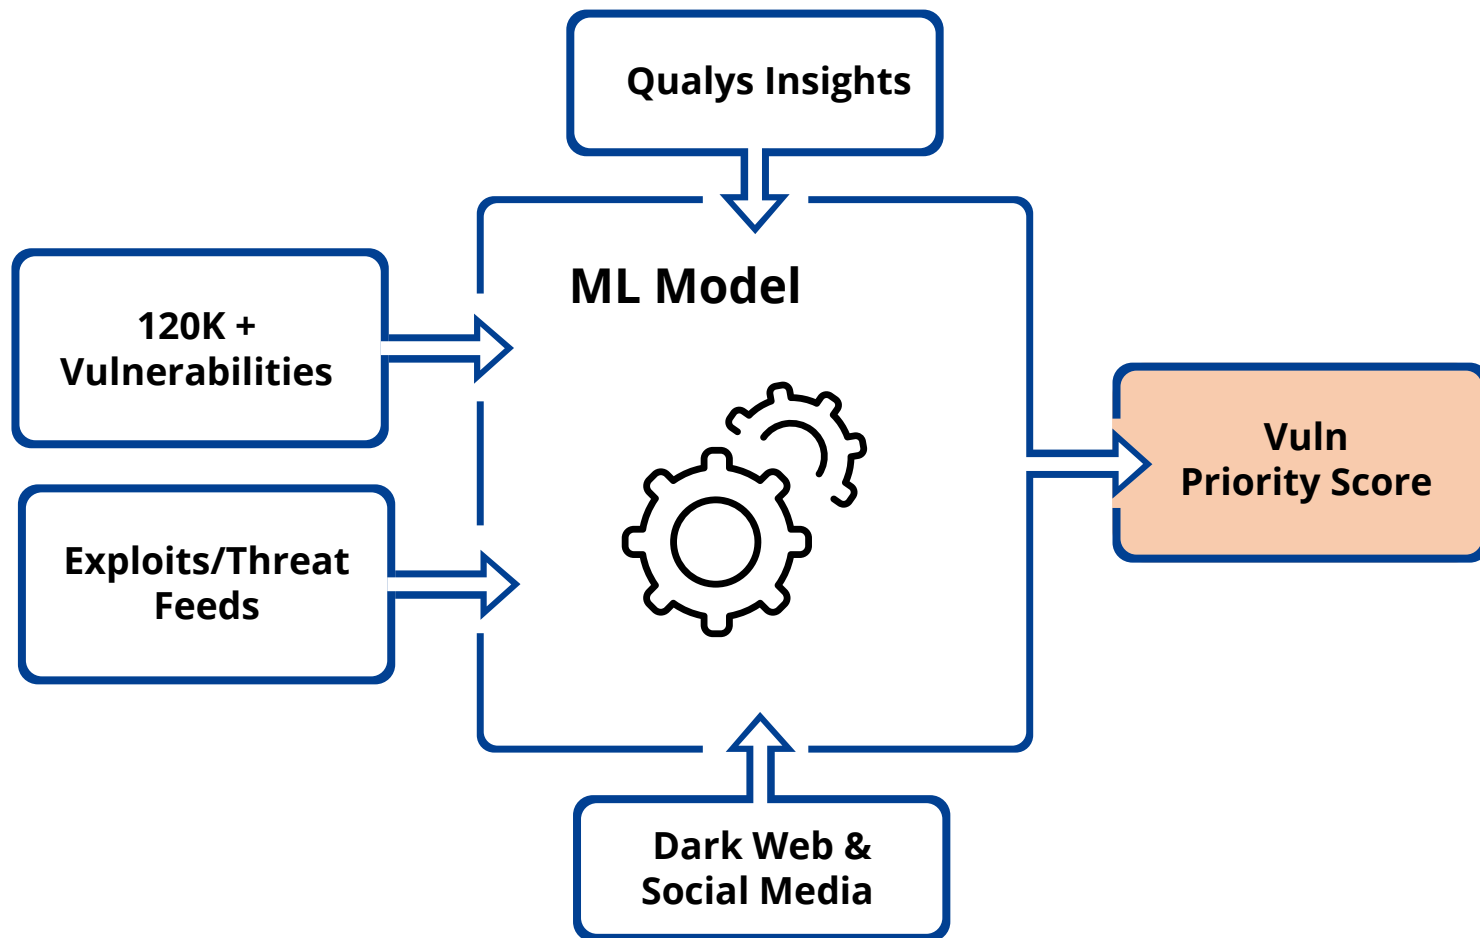 Qualys Insights
ML Model
120K +
Vulnerabilities
Exploits/Threat
Feeds
Vuln
Priority Score
Dark Web &
Social Media